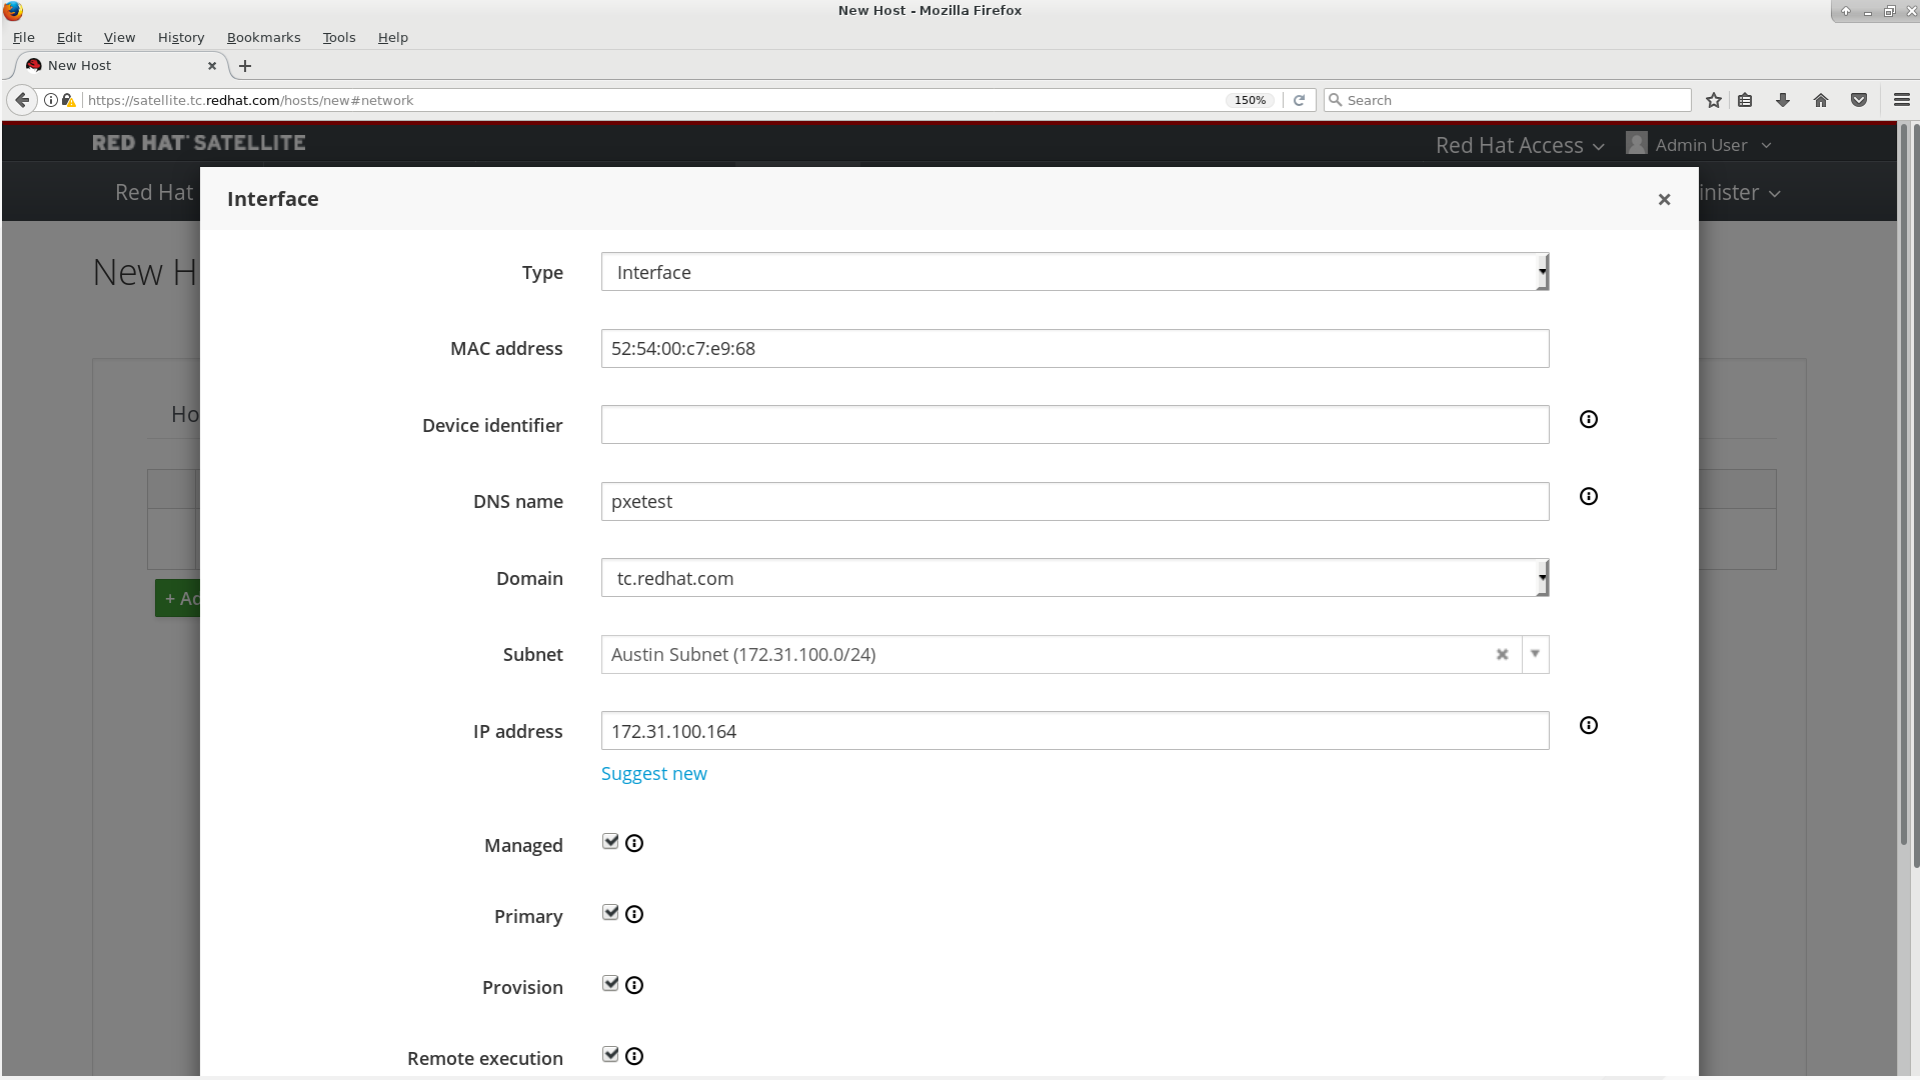 New Host - Mozilla Firefox
File Edit View History Bookmarks Tools Help
New Host
https://satellite.tc.redhat.com/hosts/new#network 150% Search
RED HAT SATELLITE Red Hat Access Admin User
Red Hat inister
Interface
New H
Type Interface
MAC address 52:54:00:c7:e9:68
Ho
Device identifier
DNS name pxetest
Domain tc.redhat.com
+ Ad
Subnet Austin Subnet (172.31.100.0/24)
IP address 172.31.100.164
Suggest new
Managed
Primary
Provision
Remote execution